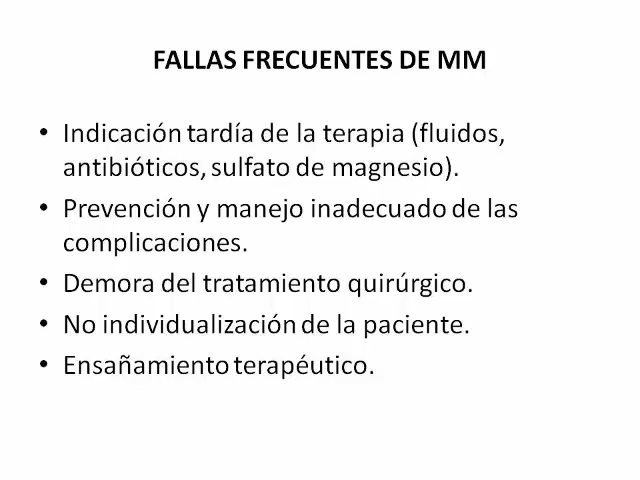 FALLAS FRECUENTES DE MM
• Indicación tardía de la terapia (fluidos,
antibióticos, sulfato de magnesio).
• Prevención y manejo inadecuado de las
complicaciones.
• Demora del tratamiento quirúrgico.
• No individualización de la paciente.
• Ensañamiento terapéutico.